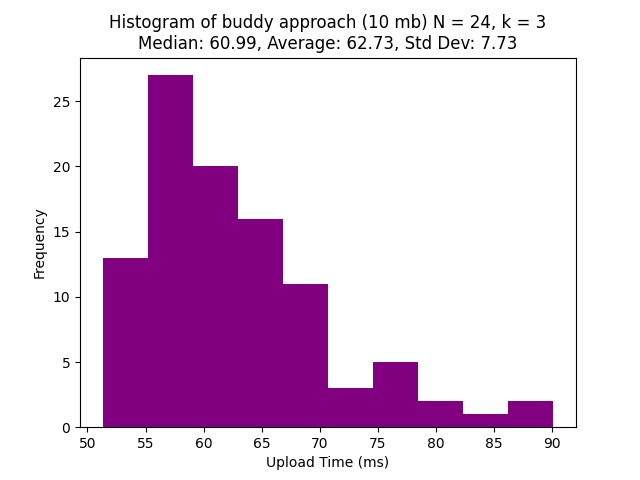 Histogram of buddy approach (10 mb) N = 24, k = 3
Median: 60.99, Average: 62.73, Std Dev: 7.73
25
20
15
10
5
0
Frequency
50 55 60 65 70 75 80 85 90
Upload Time (ms)